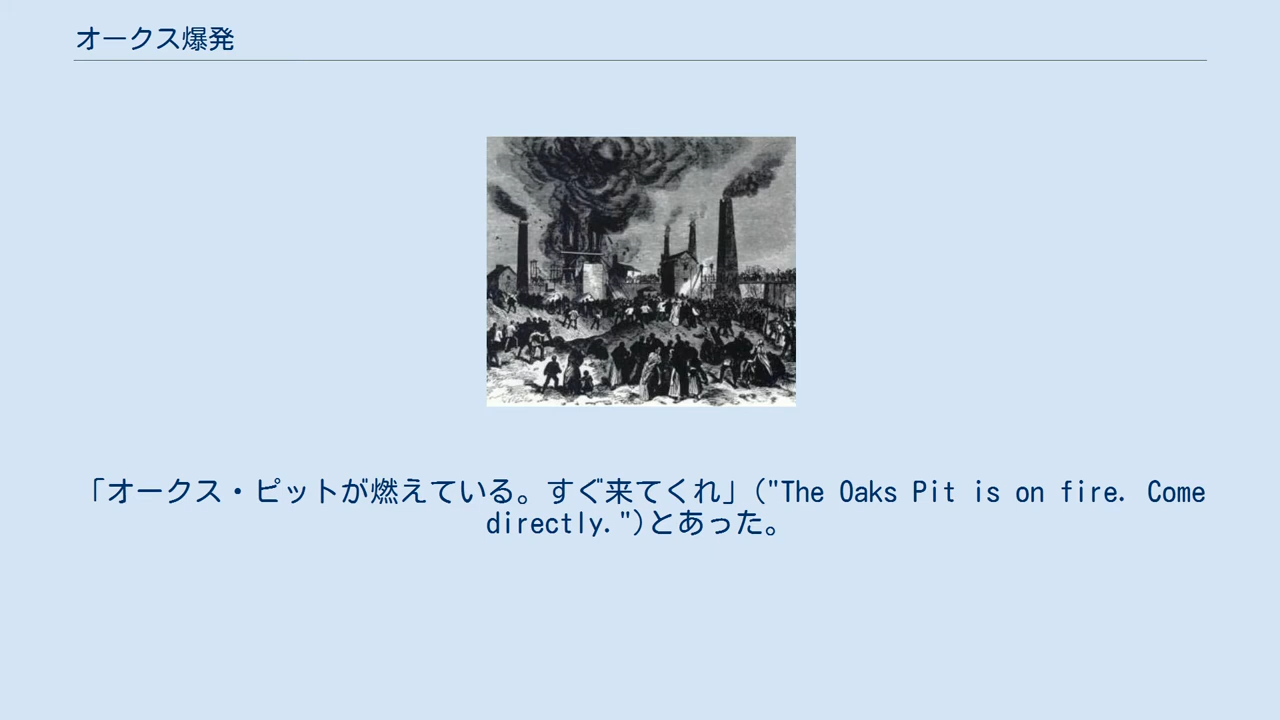 オークス爆発
「オークス・ピットが燃えている。すぐ来てくれ」("The Oaks Pit is on fire. Come
directly.")とあった。